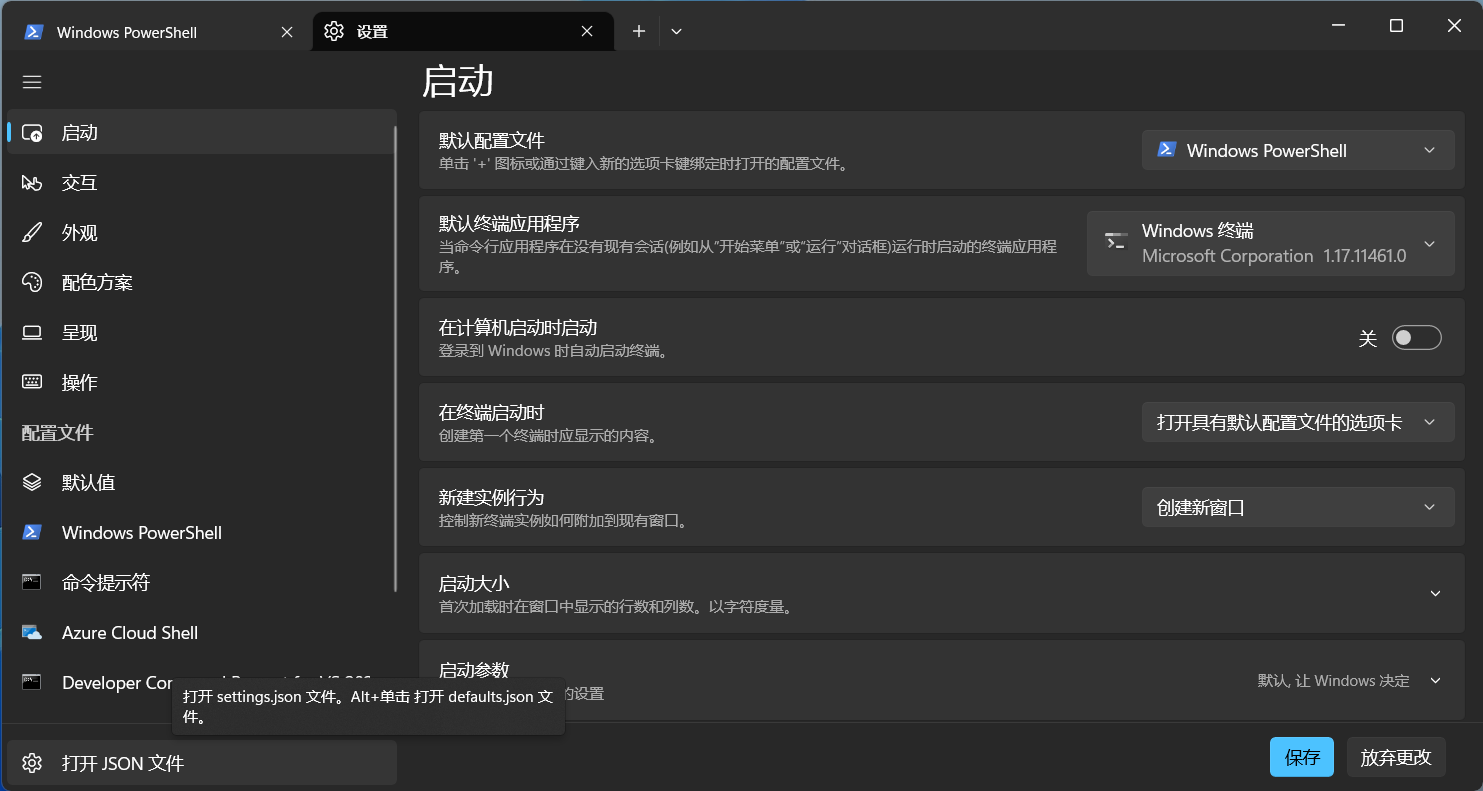 Windows PowerShell
设置
启动
交互
外观
配色方案
呈现
操作
配置文件
默认值
Windows PowerShell
命令提示符
Azure Cloud Shell
Developer
打开 JSON 文件
打开 settings.json 文件。Alt+单击 打开 defaults.json 文
件。
启动
默认配置文件
单击 '+' 图标或通过键入新的选项卡键绑定时打开的配置文件。
Windows PowerShell
默认终端应用程序
当命令行应用程序在没有现有会话(例如从"开始菜单"或"运行"对话框)运行时启动的终端应用程
序。
Windows 终端
Microsoft Corporation 1.17.11461.0
在计算机启动时启动
登录到 Windows 时自动启动终端。
关
在终端启动时
创建第一个终端时应显示的内容。
打开具有默认配置文件的选项卡
新建实例行为
控制新终端实例如何附加到现有窗口。
创建新窗口
启动大小
首次加载时在窗口中显示的行数和列数。以字符度量。
启动参数
的设置
默认, 让 Windows 决定
保存
放弃更改